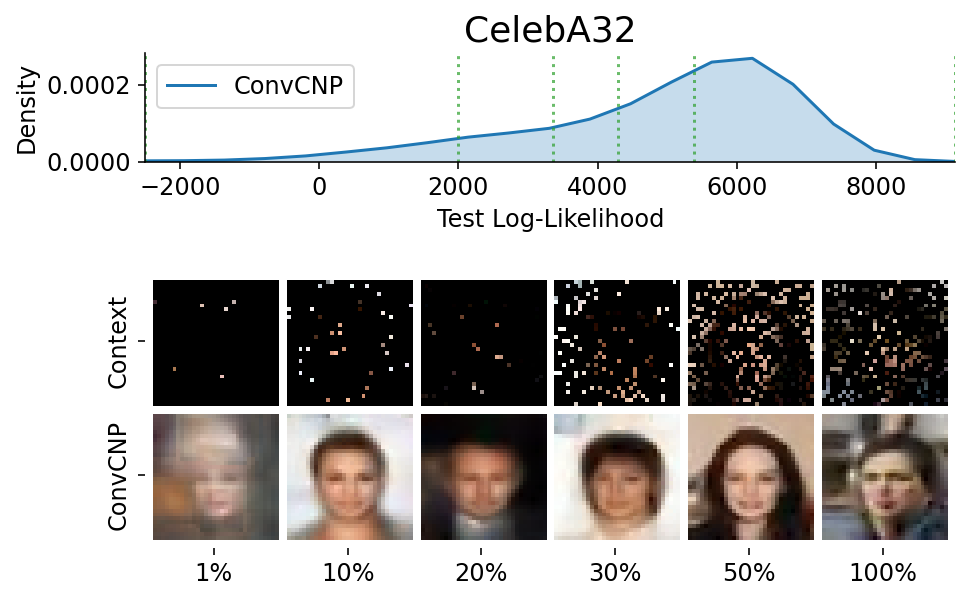 CelebA32
Density
0.0002
0.0000
ConvCNP
−2000 0 2000 4000 6000 8000
Test Log-Likelihood
Context
ConvCNP
1% 10% 20% 30% 50% 100%